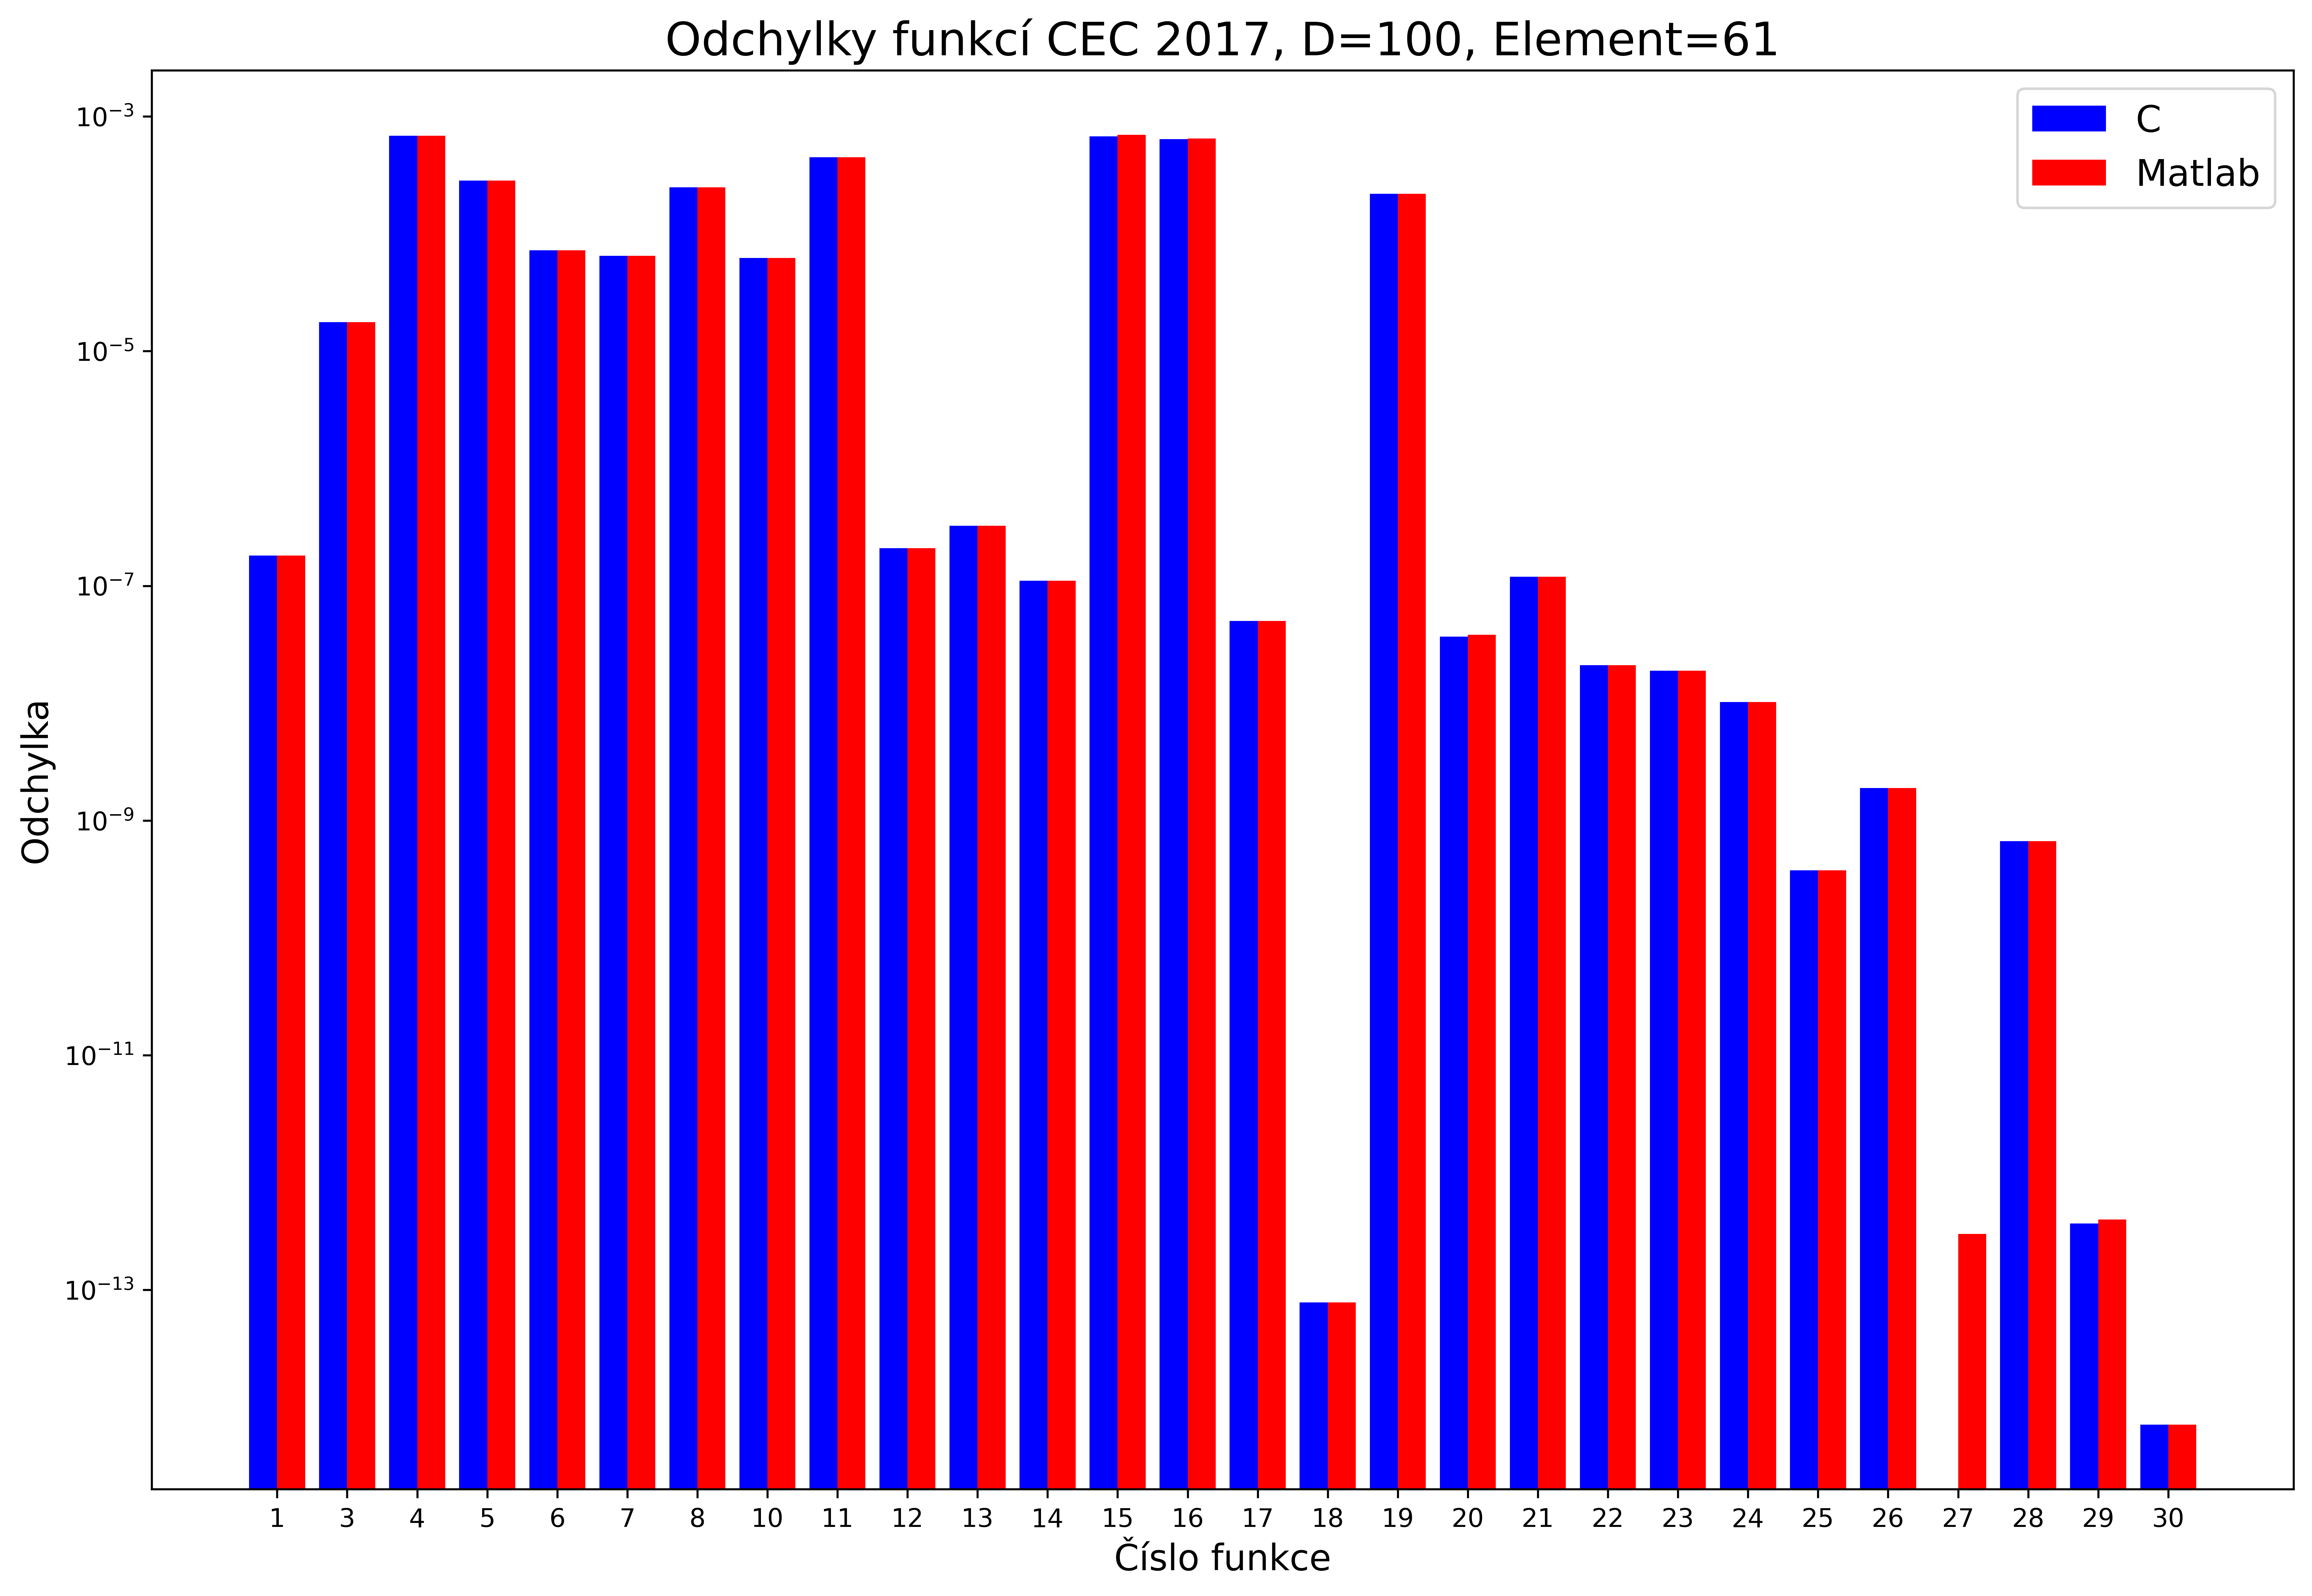 Odchylky funkcí CEC 2017, D=100, Element=61
C
Matlab
10⁻³
10⁻⁵
10⁻⁷
10⁻⁹
10⁻¹¹
10⁻¹³
Odchylka
1 3 4 5 6 7 8 10 11 12 13 14 15 16 17 18 19 20 21 22 23 24 25 26 27 28 29 30
Číslo funkce